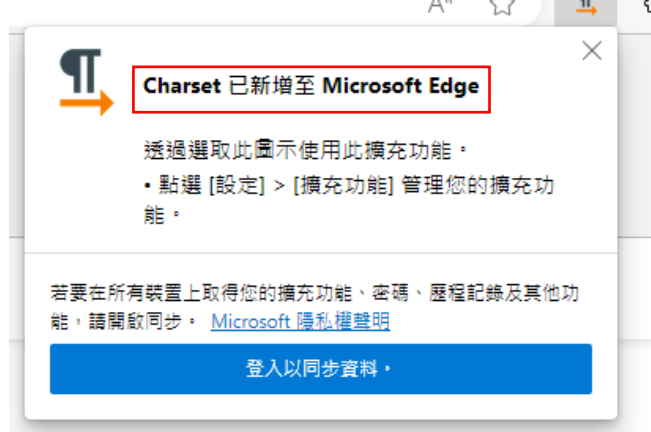 Charset 已新增至 Microsoft Edge
透過選取此圖示使用此擴充功能。
• 點選 [設定] > [擴充功能] 管理您的擴充功
能。
若要在所有裝置上取得您的擴充功能、密碼、歷程記錄及其他功
能，請開啟同步。 Microsoft 隱私權聲明
登入以同步資料。